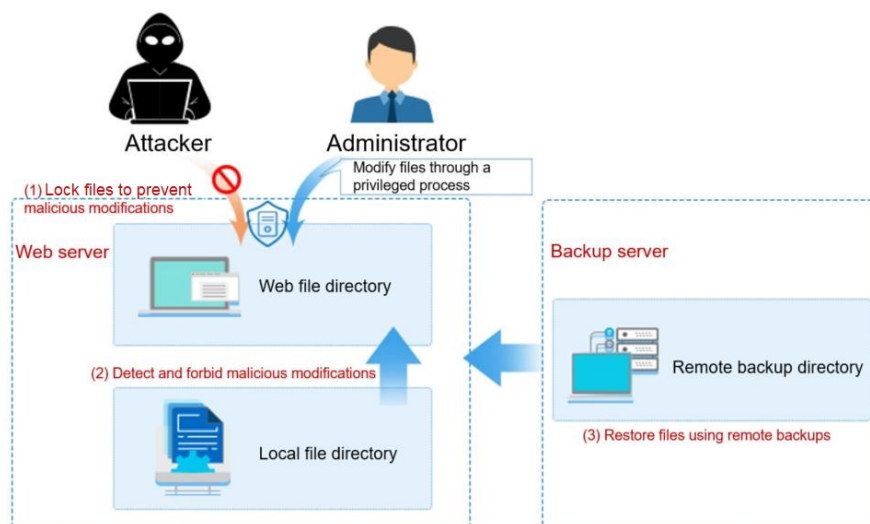 Attacker
Administrator
Modify files through a
privileged process
(1) Lock files to prevent
malicious modifications
Web server
Web file directory
(2) Detect and forbid malicious modifications
Local file directory
Backup server
Remote backup directory
(3) Restore files using remote backups